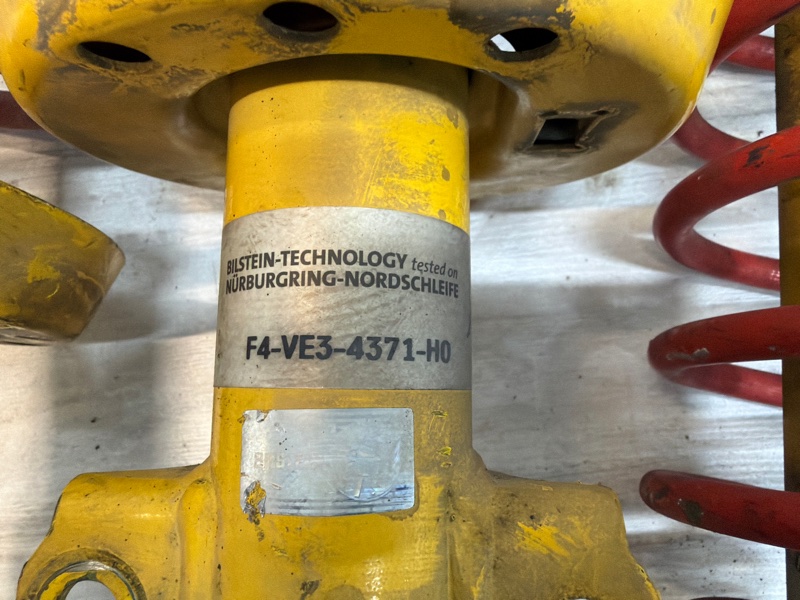 BILSTEIN-TECHNOLOGY tested on
NÜRBURGRING-NORDSCHLEIFE
F4-VE3-4371-H0